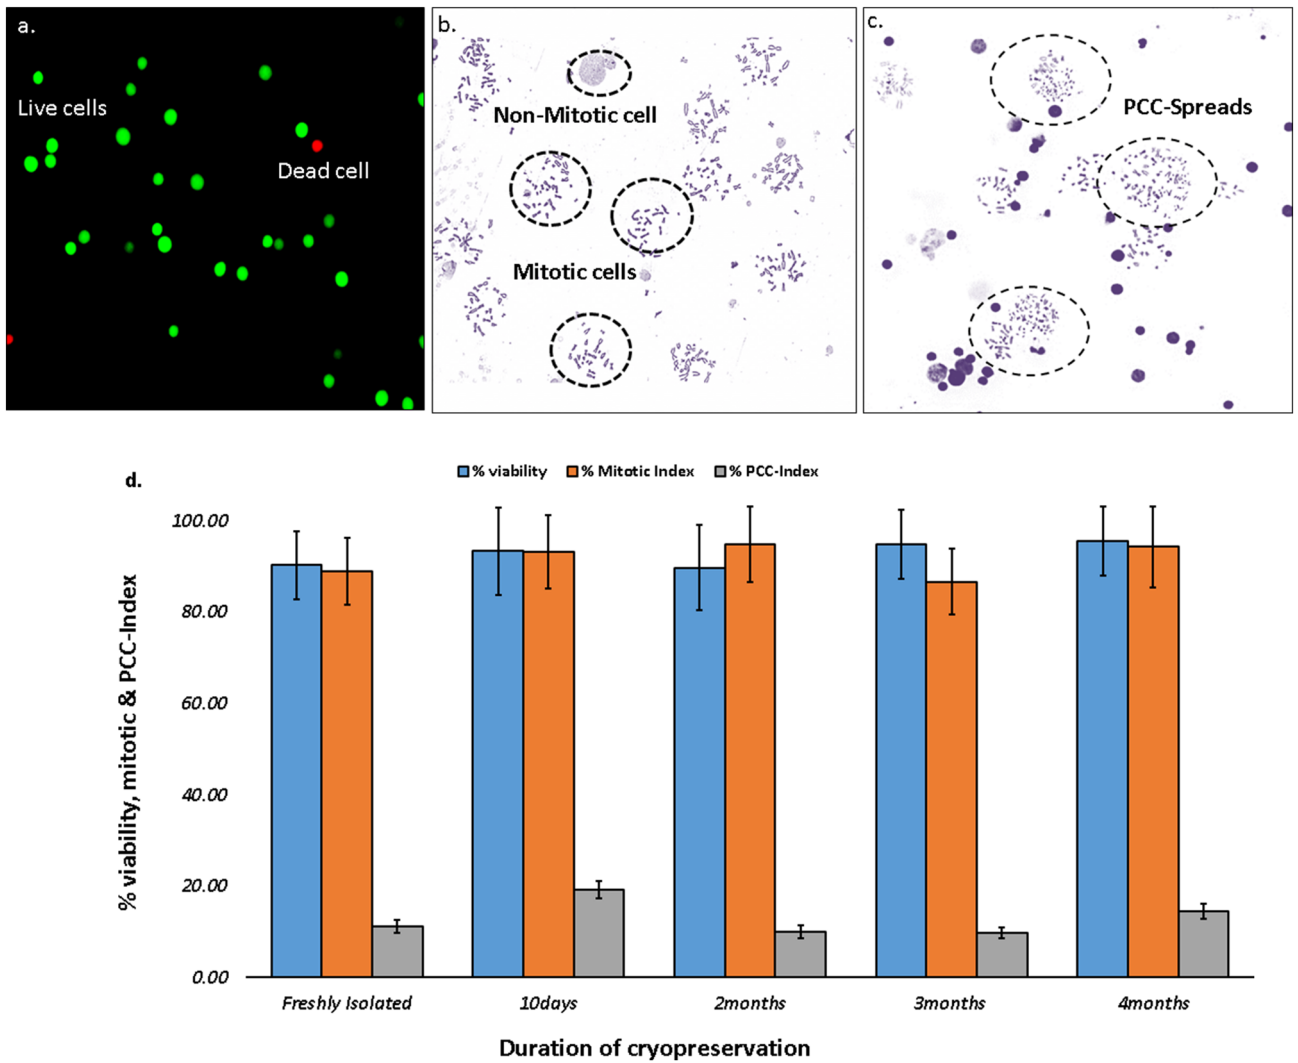 a.
Live cells
Dead cell
b.
Non-Mitotic cell
Mitotic cells
c.
PCC-Spreads
d.
% viability % Mitotic Index % PCC-Index
% viability, mitotic & PCC-Index
100.00
80.00
60.00
40.00
20.00
0.00
Freshly Isolated 10days 2months 3months 4months
Duration of cryopreservation